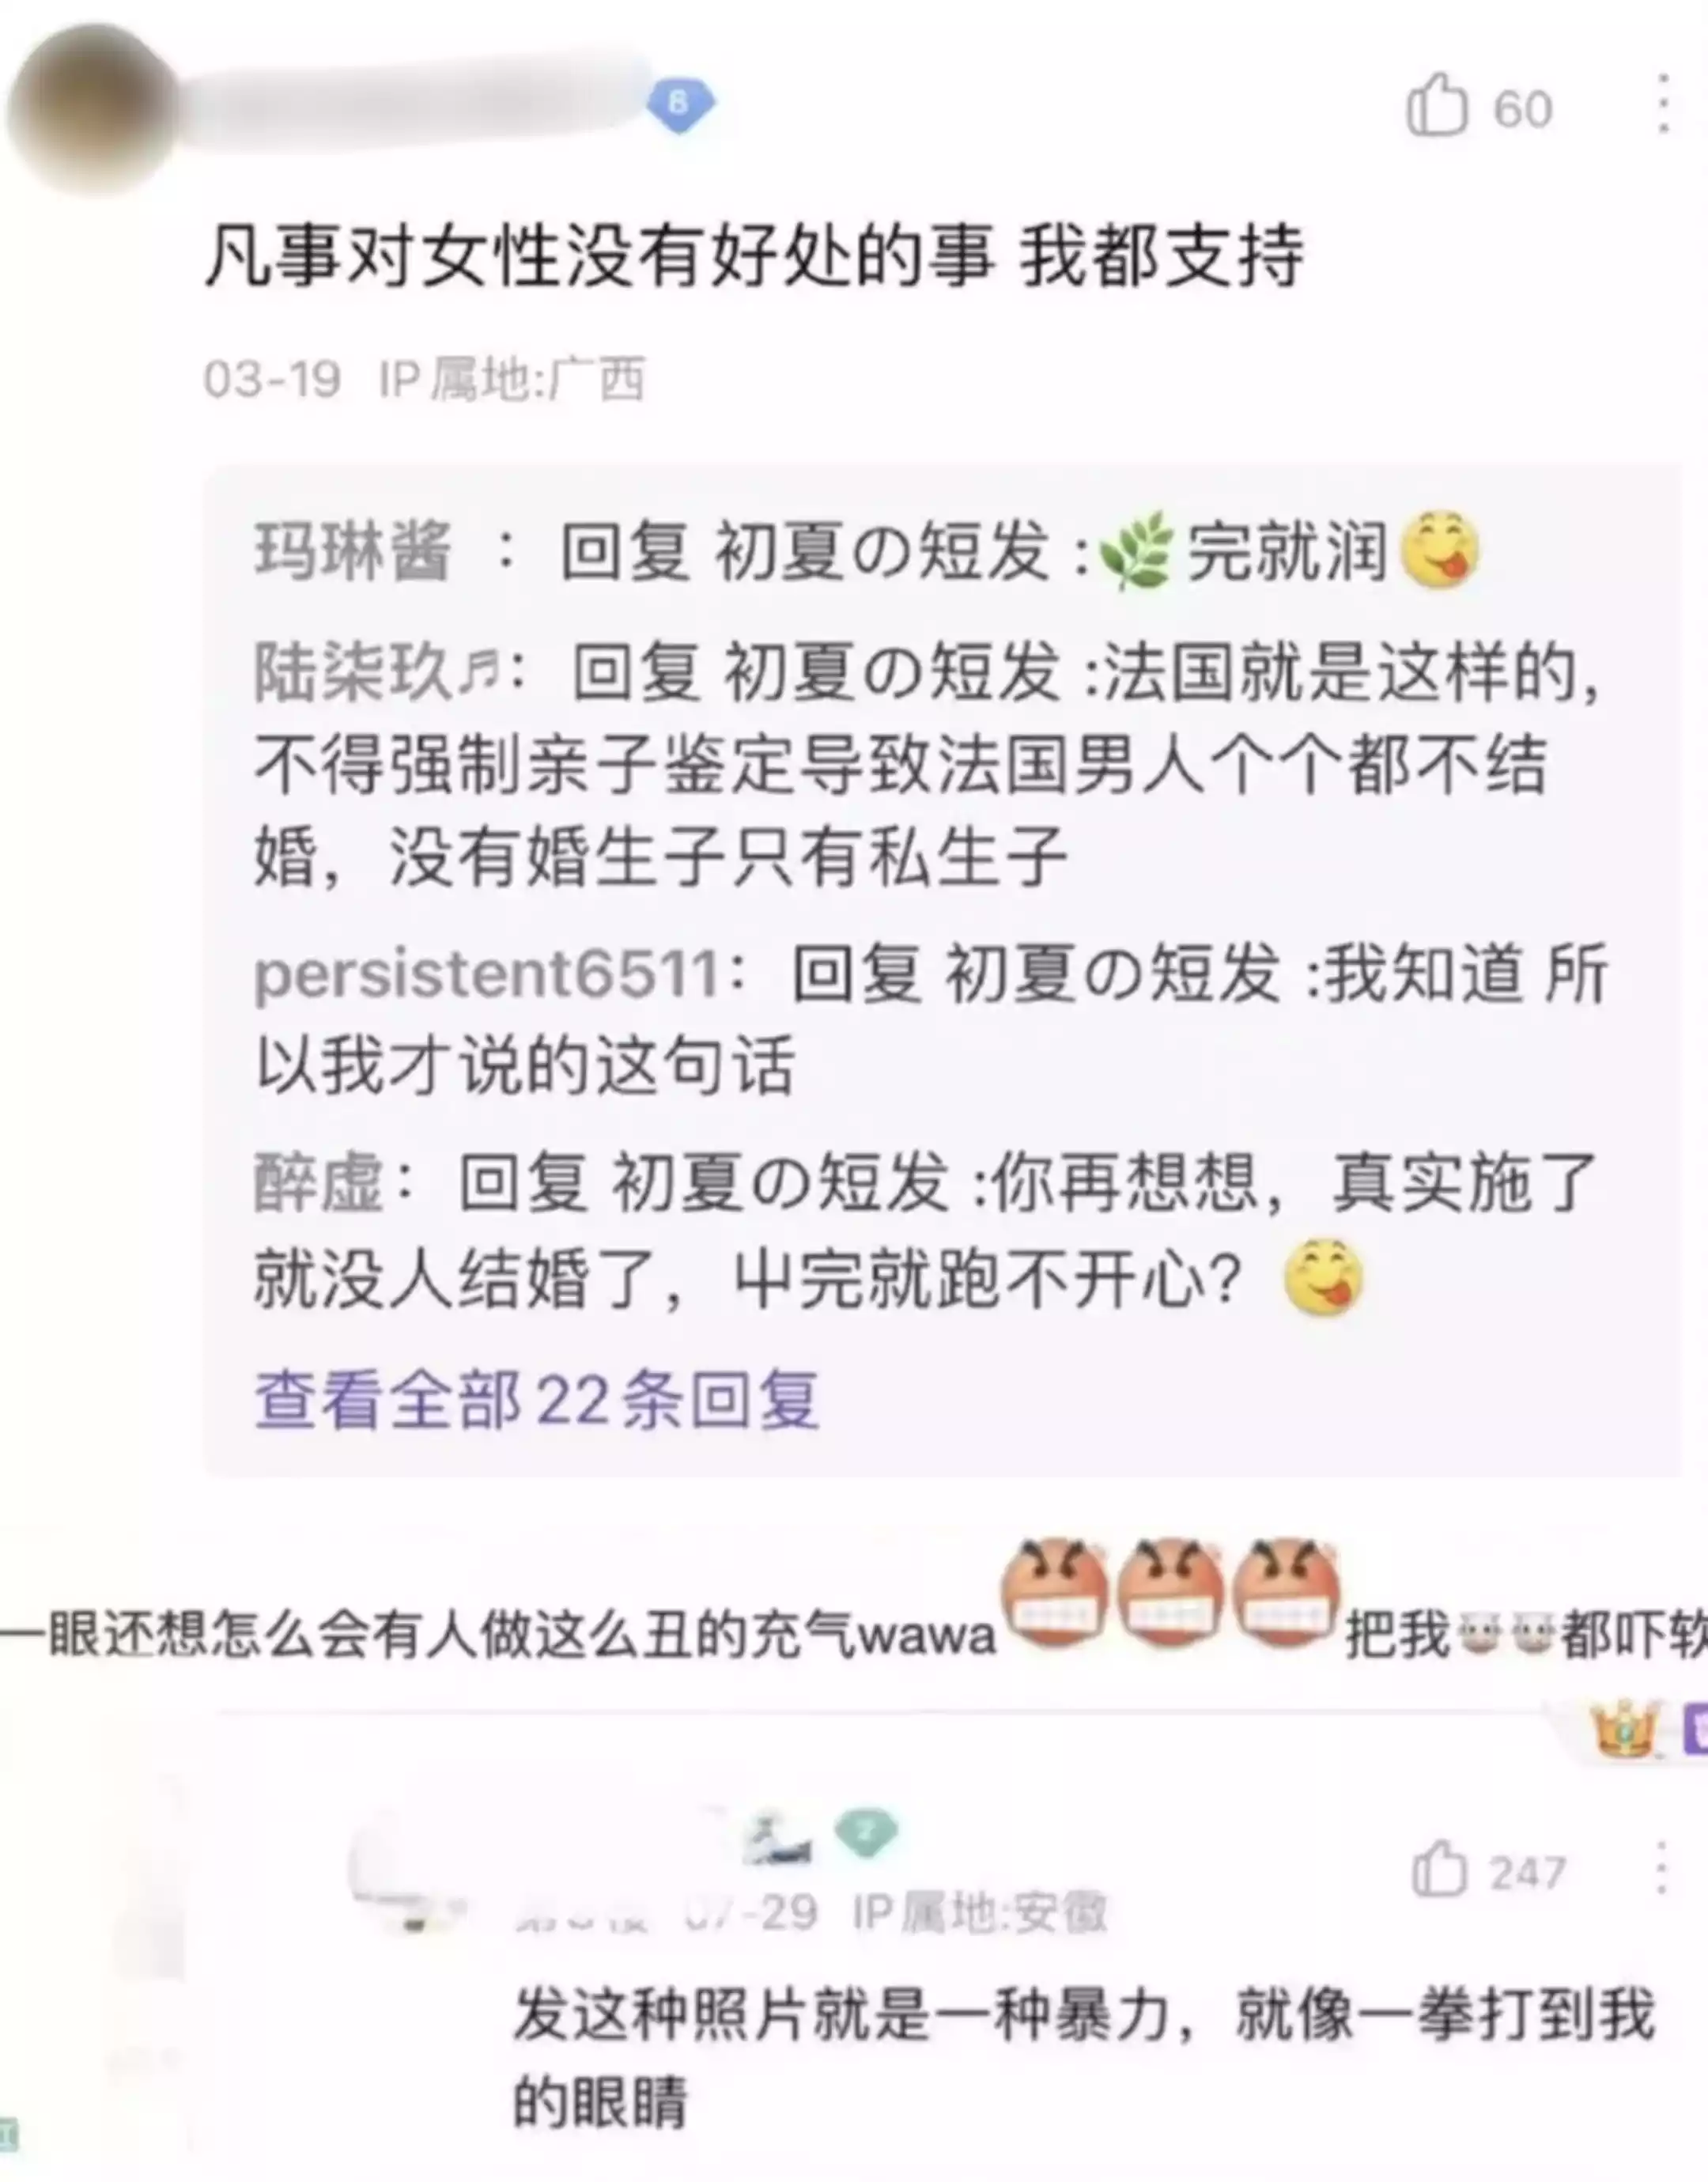 8
60
凡事对女性没有好处的事 我都支持
03-19 IP属地:广西
玛琳酱 : 回复 初夏の短发 :🌿完就润😋
陆柒玖♬: 回复 初夏の短发 :法国就是这样的,
不得强制亲子鉴定导致法国男人个个都不结
婚，没有婚生子只有私生子
persistent6511: 回复 初夏の短发 :我知道 所
以我才说的这句话
醉虚: 回复 初夏の短发 :你再想想，真实施了
就没人结婚了，屮完就跑不开心？😋
查看全部22条回复
一眼还想怎么会有人做这么丑的充气wawa 把我 都吓软
2
247
07-29 IP属地:安徽
发这种照片就是一种暴力，就像一拳打到我
的眼睛